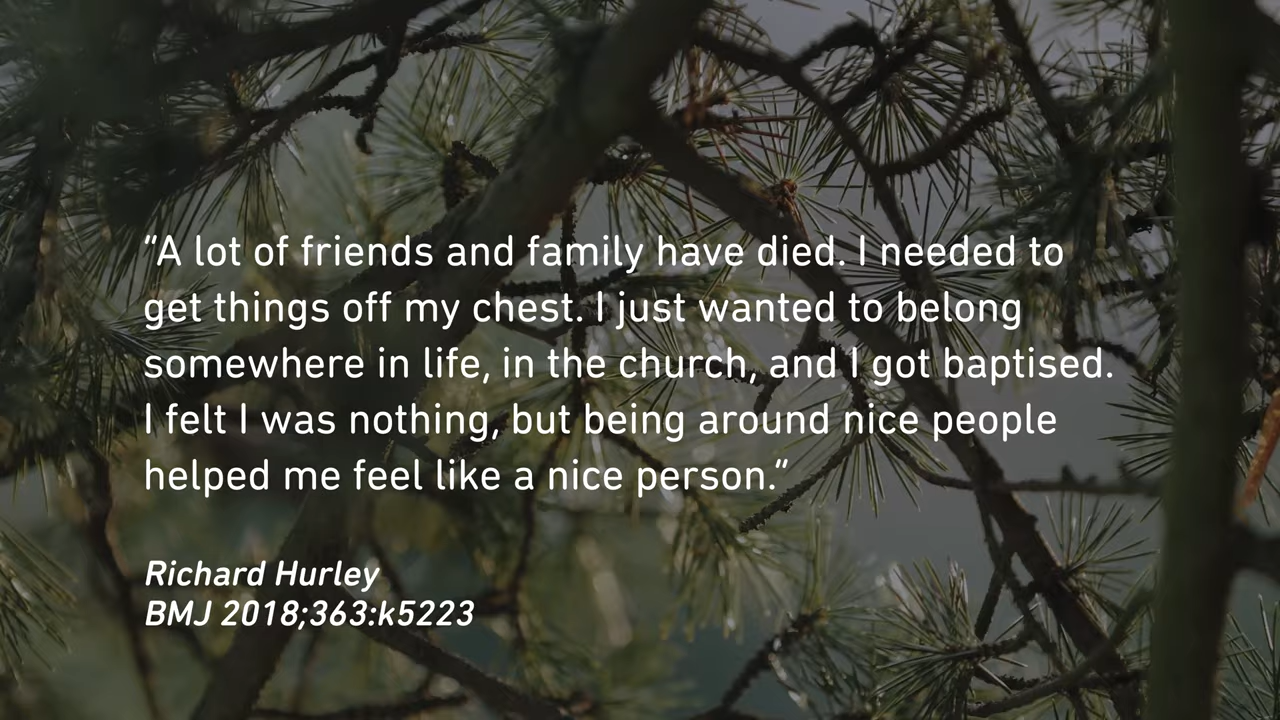 “A lot of friends and family have died. I needed to
get things off my chest. I just wanted to belong
somewhere in life, in the church, and I got baptised.
I felt I was nothing, but being around nice people
helped me feel like a nice person.”
Richard Hurley
BMJ 2018;363:k5223